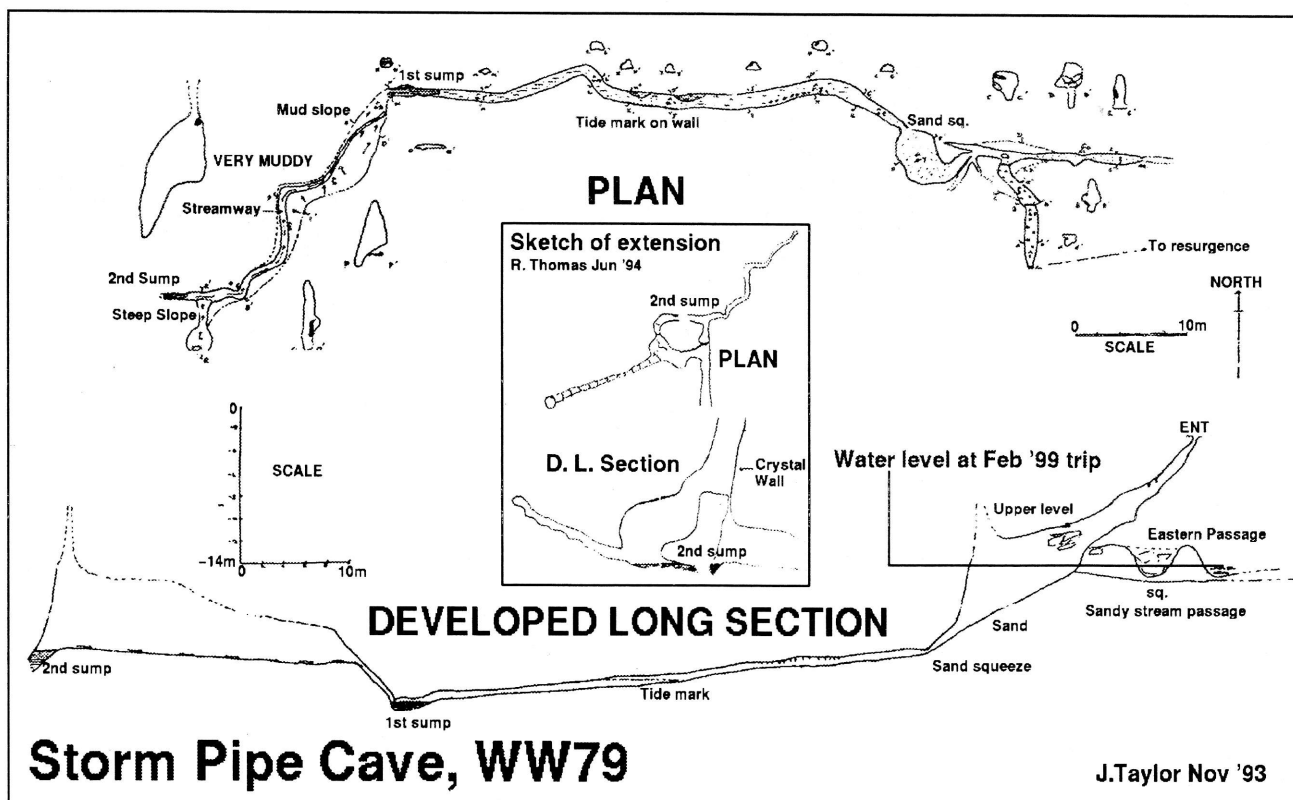 1st sump
Mud slope
Tide mark on wall
Sand sq.
VERY MUDDY
PLAN
Streamway
Sketch of extension
R. Thomas Jun '94
To resurgence
2nd Sump
Steep Slope
2nd sump
NORTH
0 10m
SCALE
PLAN
0
SCALE
-14m
0 10m
D. L. Section
Crystal
Wall
2nd sump
ENT
Water level at Feb '99 trip
Upper level
Eastern Passage
sq.
Sandy stream passage
Sand
DEVELOPED LONG SECTION
2nd sump
Sand squeeze
Tide mark
1st sump
Storm Pipe Cave, WW79
J.Taylor Nov '93